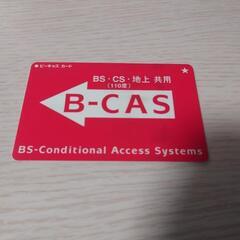 ビーキャス カード
BS・CS・地上 共用
(110度)
B-CAS
BS-Conditional Access Systems